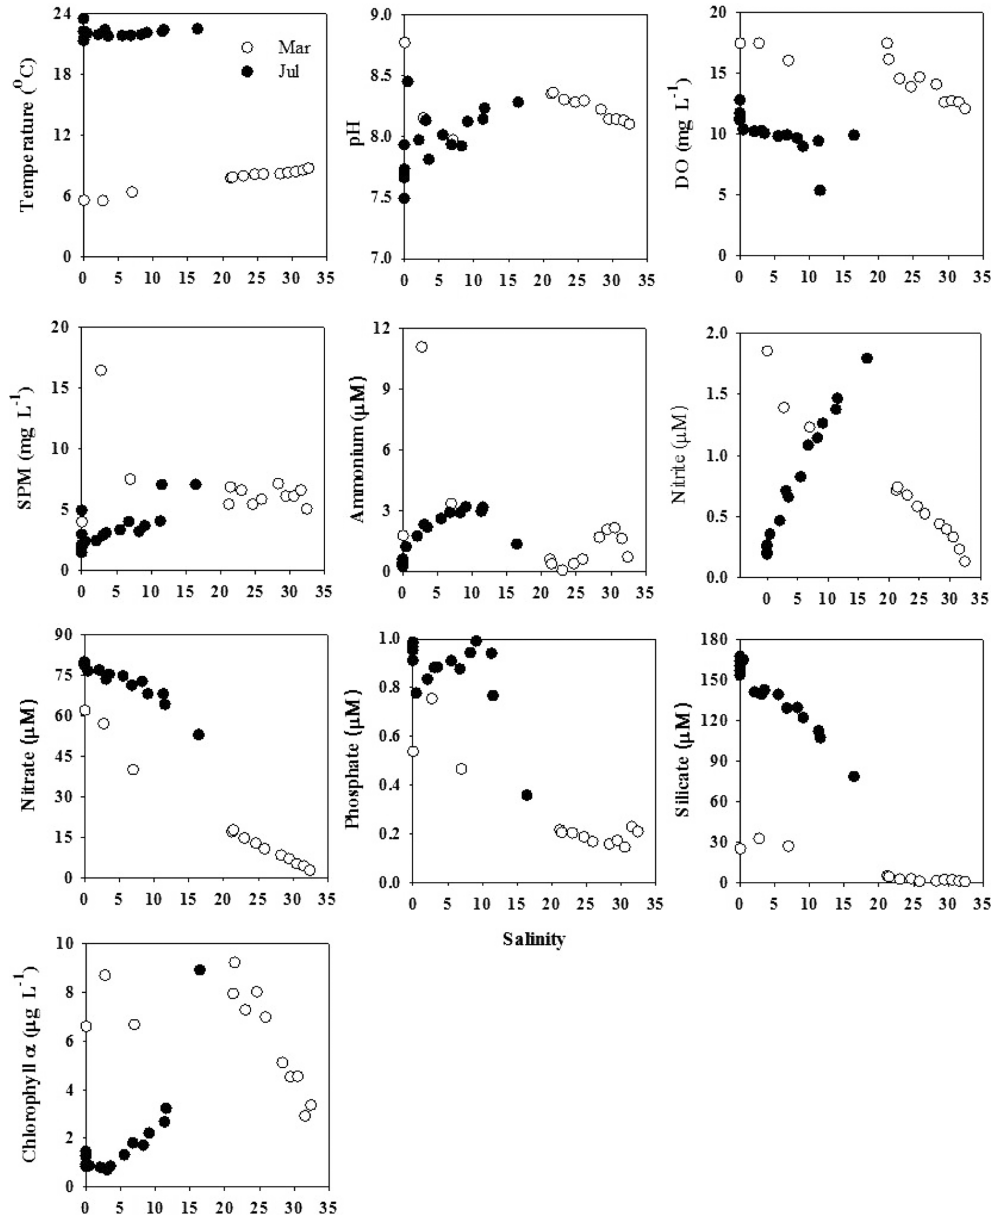 24
18
12
6
0
Temperature (⁰C)
Mar
Jul
0 5 10 15 20 25 30 35
9.0
8.5
8.0
7.5
7.0
pH
0 5 10 15 20 25 30 35
20
15
10
5
0
DO (mg L⁻¹)
0 5 10 15 20 25 30 35
20
15
10
5
0
SPM (mg L⁻¹)
0 5 10 15 20 25 30 35
12
9
6
3
0
Ammonium (μM)
0 5 10 15 20 25 30 35
2.0
1.5
1.0
0.5
0.0
Nitrite (μM)
0 5 10 15 20 25 30 35
90
75
60
45
30
15
0
Nitrate (μM)
0 5 10 15 20 25 30 35
1.0
0.8
0.6
0.4
0.2
0.0
Phosphate (μM)
0 5 10 15 20 25 30 35
180
150
120
90
60
30
0
Silicate (μM)
0 5 10 15 20 25 30 35
Salinity
10
8
6
4
2
0
Chlorophyll α (μg L⁻¹)
0 5 10 15 20 25 30 35